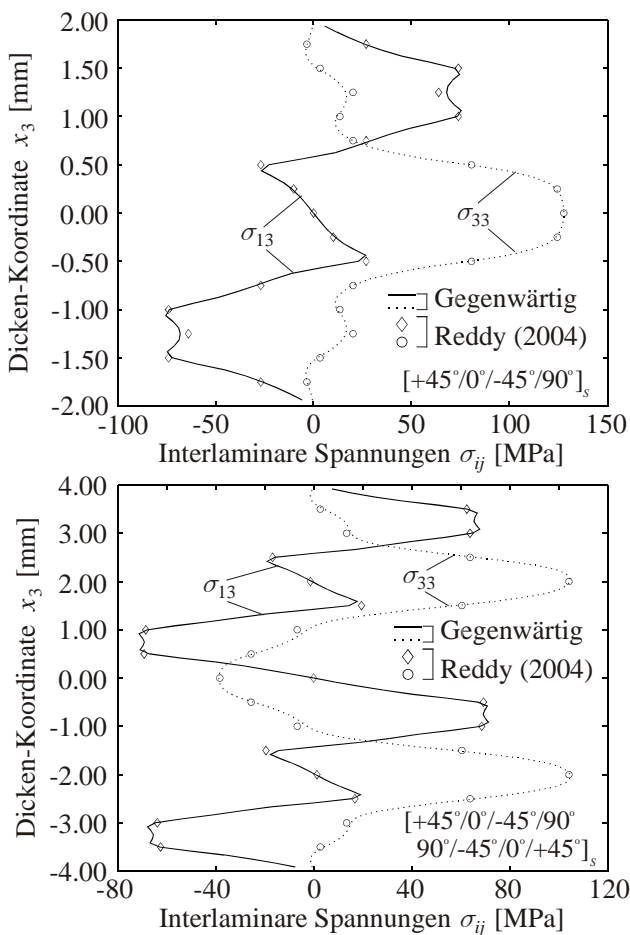 2.00
1.50
1.00
0.50
0.00
-0.50
-1.00
-1.50
-2.00
Dicken-Koordinate x₃ [mm]
σ₁₃
σ₃₃
Gegenwärtig
Reddy (2004)
[+45°/0°/-45°/90°]ₛ
-100 -50 0 50 100 150
Interlaminare Spannungen σᵢⱼ [MPa]
4.00
3.00
2.00
1.00
0.00
-1.00
-2.00
-3.00
-4.00
Dicken-Koordinate x₃ [mm]
σ₁₃
σ₃₃
Gegenwärtig
Reddy (2004)
[+45°/0°/-45°/90°
90°/-45°/0°/+45°]ₛ
-80 -40 0 40 80 120
Interlaminare Spannungen σᵢⱼ [MPa]